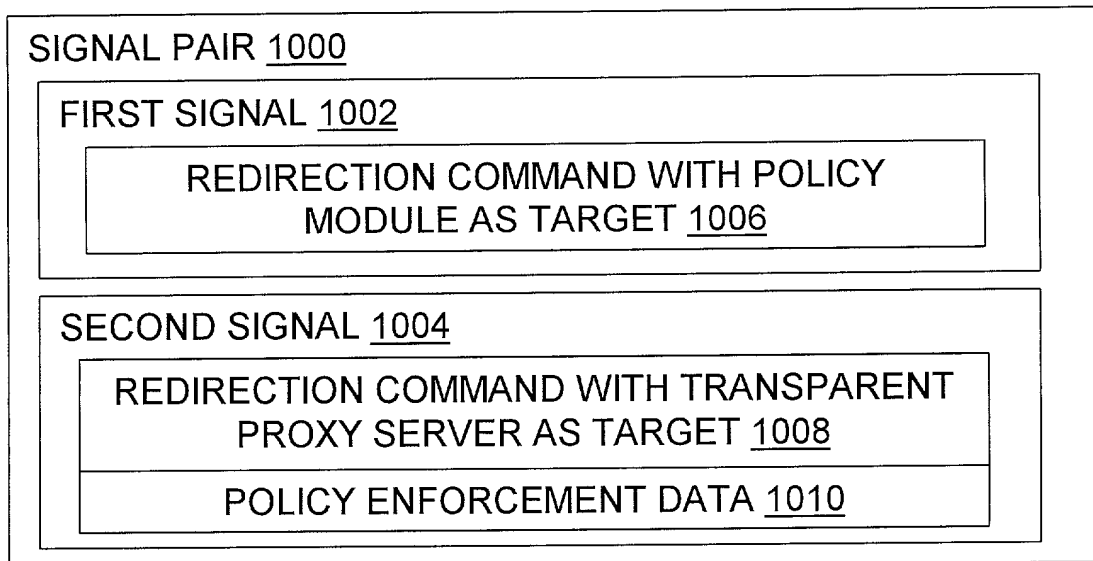 SIGNAL PAIR 1000
FIRST SIGNAL 1002
REDIRECTION COMMAND WITH POLICY
MODULE AS TARGET 1006
SECOND SIGNAL 1004
REDIRECTION COMMAND WITH TRANSPARENT
PROXY SERVER AS TARGET 1008
POLICY ENFORCEMENT DATA 1010